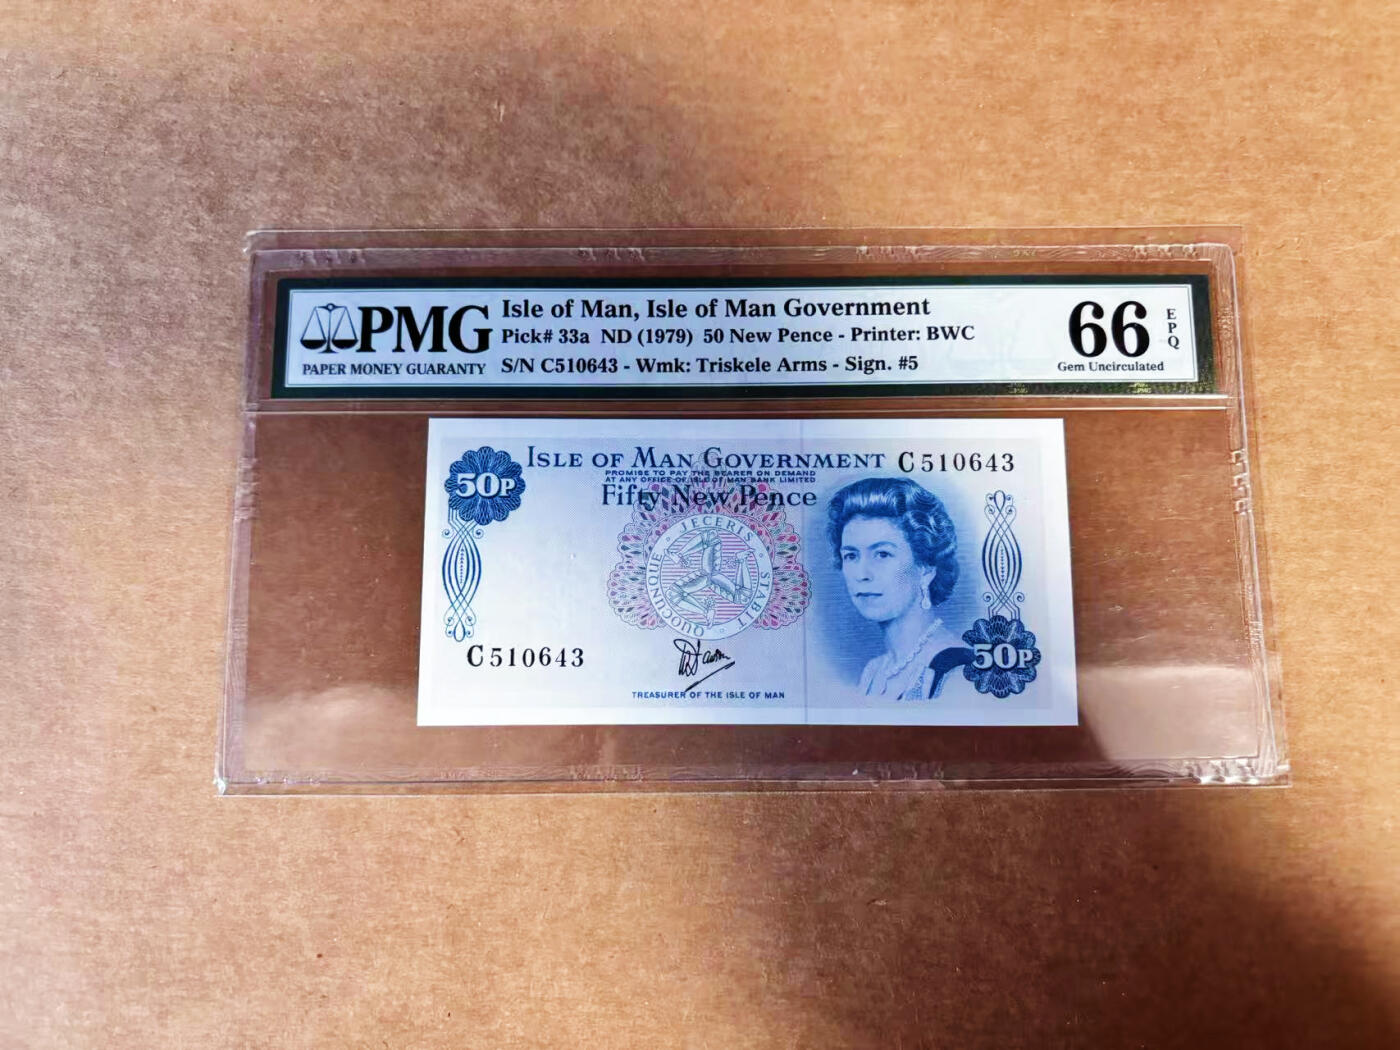 PMG
PAPER MONEY GUARANTY
Isle of Man, Isle of Man Government
Pick# 33a ND (1979) 50 New Pence - Printer: BWC
S/N C510643 - Wmk: Triskele Arms - Sign. #5
66
EPQ
Gem Uncirculated
ISLE OF MAN GOVERNMENT
C510643
PROMISE TO PAY THE BEARER ON DEMAND
AT ANY OFFICE OF ISLE OF MAN BANK LIMITED
50P
Fifty New Pence
QUOCUNQUE JECERIS STABIT
C510643
50P
TREASURER OF THE ISLE OF MAN